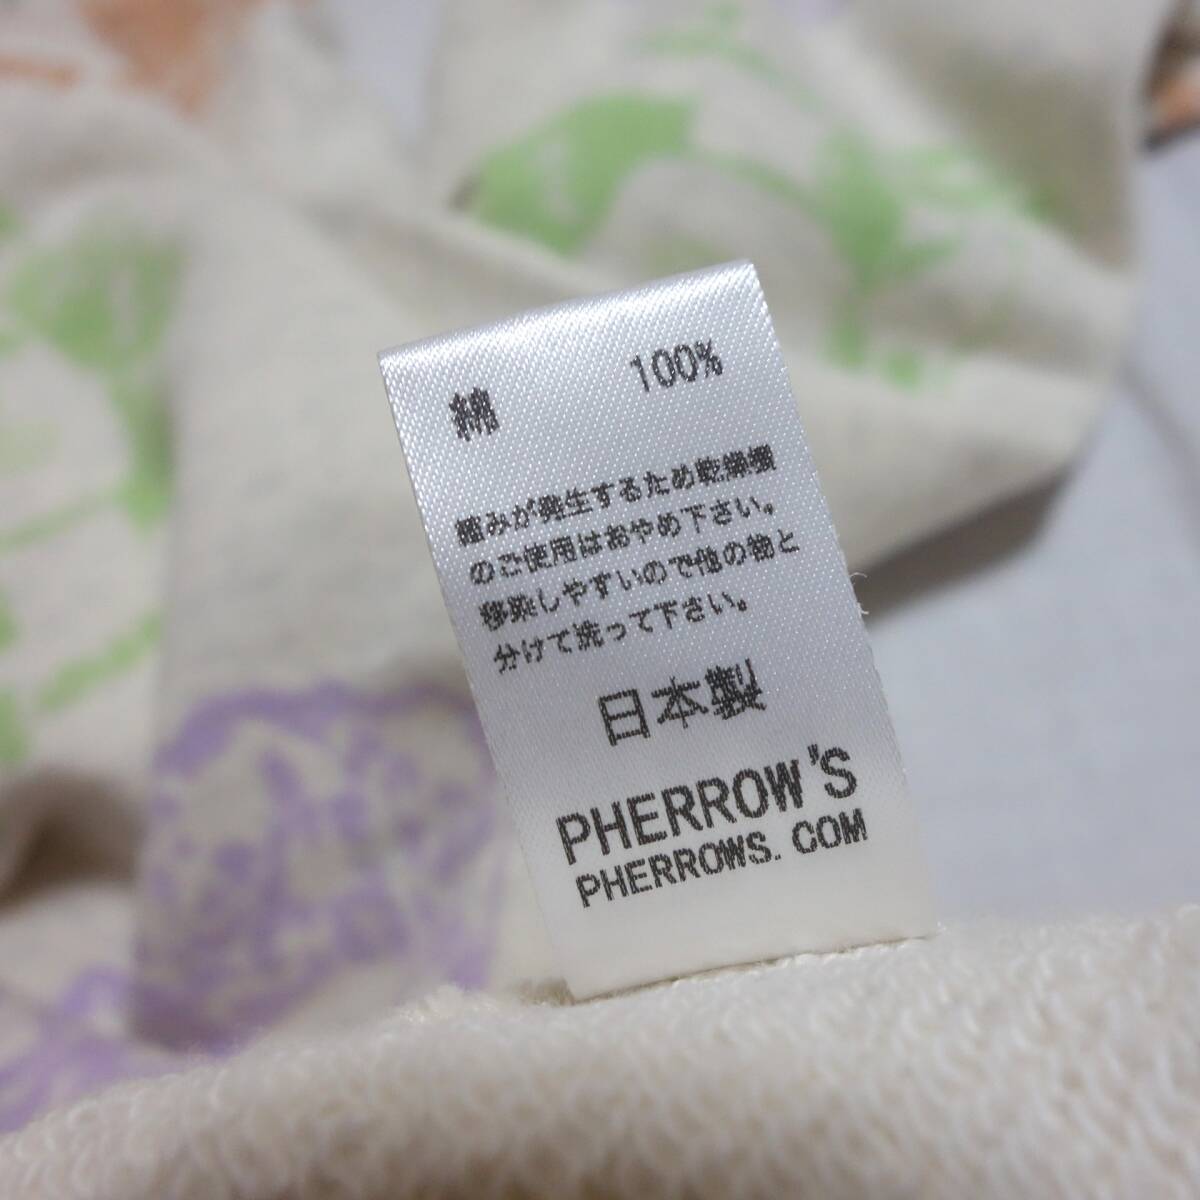 綿 100%
縮みが発生するため乾燥機
のご使用はおやめ下さい。
移染しやすいので他の物と
分けて洗って下さい。
日本製
PHERROW'S
PHERROWS. COM